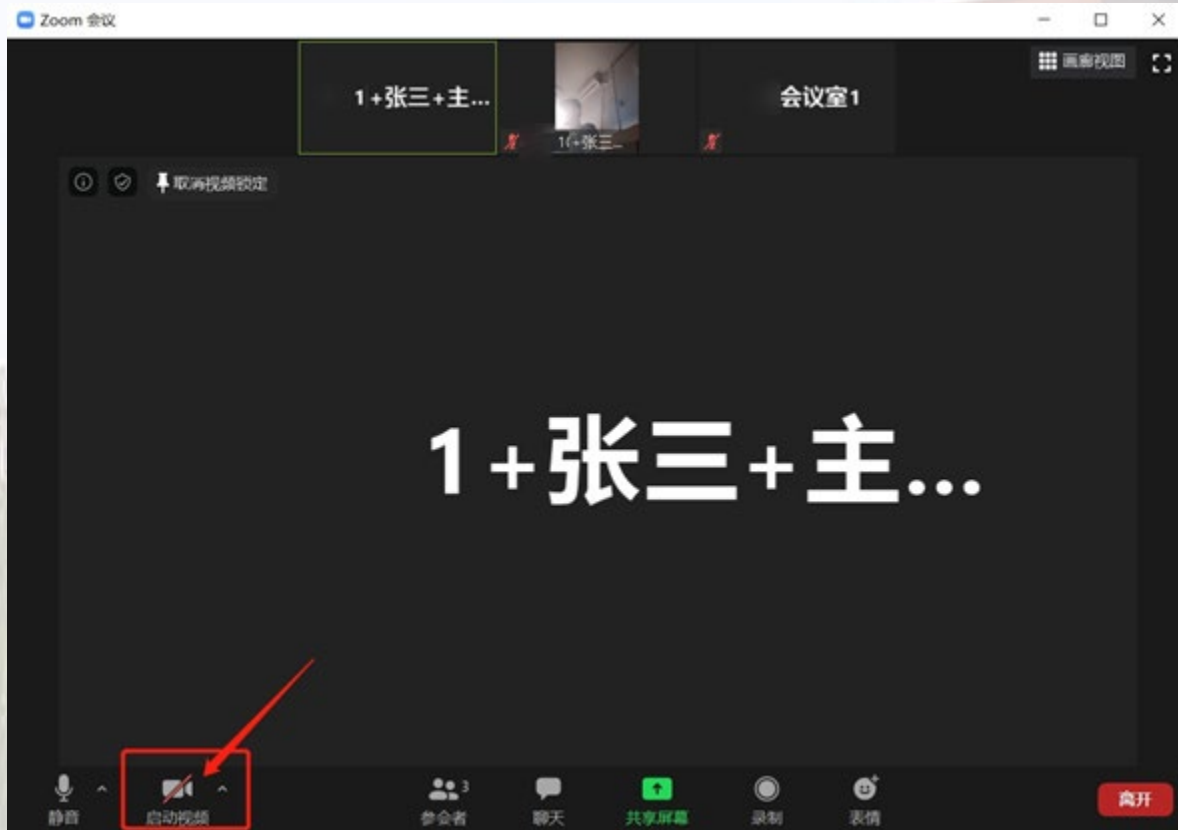 Zoom 会议
1+张三+主...
1(+张三...
会议室1
画廊视图
取消视频锁定
1+张三+主...
3
静音
启动视频
参会者
聊天
共享屏幕
录制
表情
离开